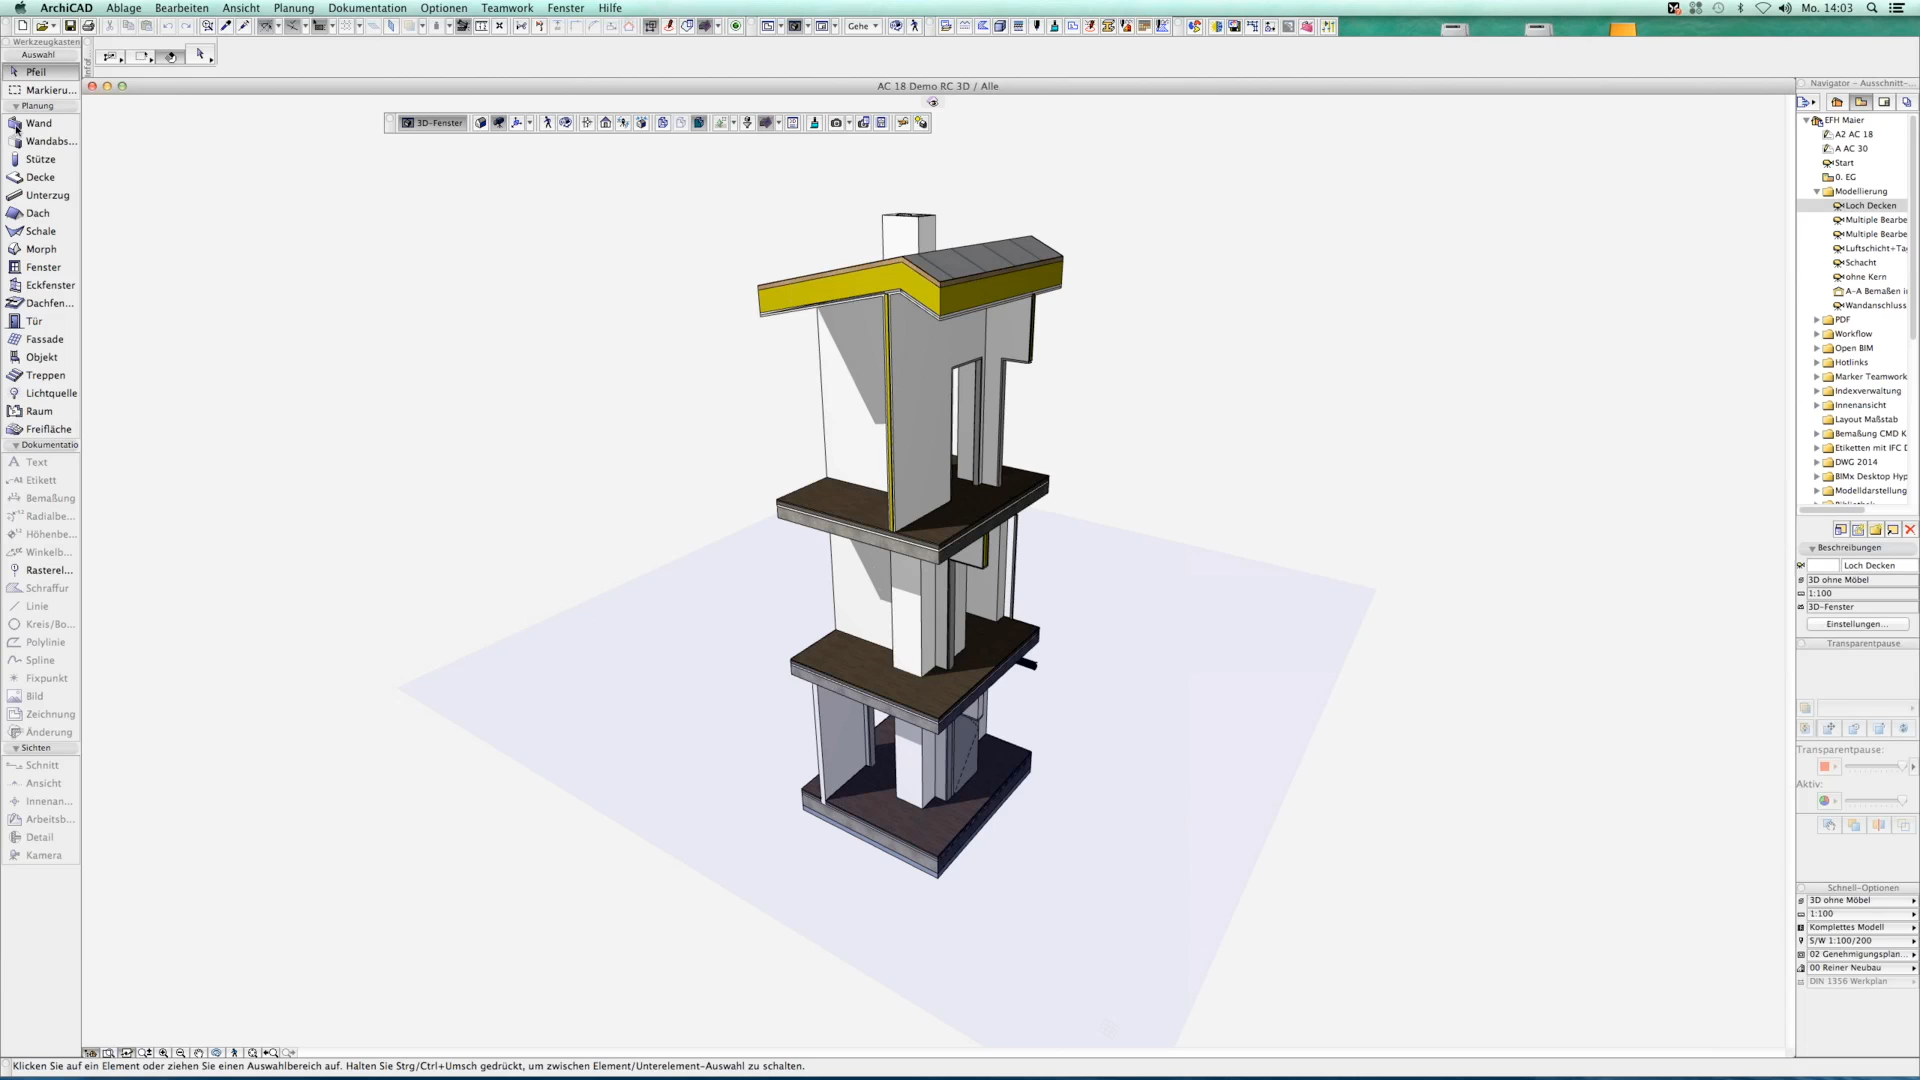 ArchiCAD Ablage Bearbeiten Ansicht Planung Dokumentation Optionen Teamwork Fenster Hilfe
Mo. 14:03
Gehe
Werkzeugkasten
Auswahl
Pfeil
Markieru...
Planung
Wand
Wandabs...
Stütze
Decke
Unterzug
Dach
Schale
Morph
Fenster
Eckfenster
Dachfen...
Tür
Fassade
Objekt
Treppen
Lichtquelle
Raum
Freifläche
Dokumentatio
Text
Etikett
Bemaßung
Radialbe...
Höhenbe...
Winkelb...
Rasterel...
Schraffur
Linie
Kreis/Bo...
Polylinie
Spline
Fixpunkt
Bild
Zeichnung
Änderung
Sichten
Schnitt
Ansicht
Innenan...
Arbeitsb...
Detail
Kamera
AC 18 Demo RC 3D / Alle
3D-Fenster
Navigator - Ausschnitt-...
EFH Maier
A2 AC 18
A AC 30
Start
0. EG
Modellierung
Loch Decken
Multiple Bearbe
Multiple Bearbe
Luftschicht+Ta
Schacht
ohne Kern
A-A Bemaßen i
Wandanschluss
PDF
Workflow
Open BIM
Hotlinks
Marker Teamwork
Indexverwaltung
Innenansicht
Layout Maßstab
Bemaßung CMD K
Etiketten mit IFC D
DWG 2014
BIMx Desktop Hyp
Modelldarstellung
Beschreibungen
Loch Decken
3D ohne Möbel
1:100
3D-Fenster
Einstellungen...
Transparentpause
Transparentpause:
Aktiv:
Schnell-Optionen
3D ohne Möbel
1:100
Komplettes Modell
S/W 1:100/200
02 Genehmigungsplan...
00 Reiner Neubau
DIN 1356 Werkplan
Klicken Sie auf ein Element oder ziehen Sie einen Auswahlbereich auf. Halten Sie Strg/Ctrl+Umsch gedrückt, um zwischen Element/Unterelement-Auswahl zu schalten.